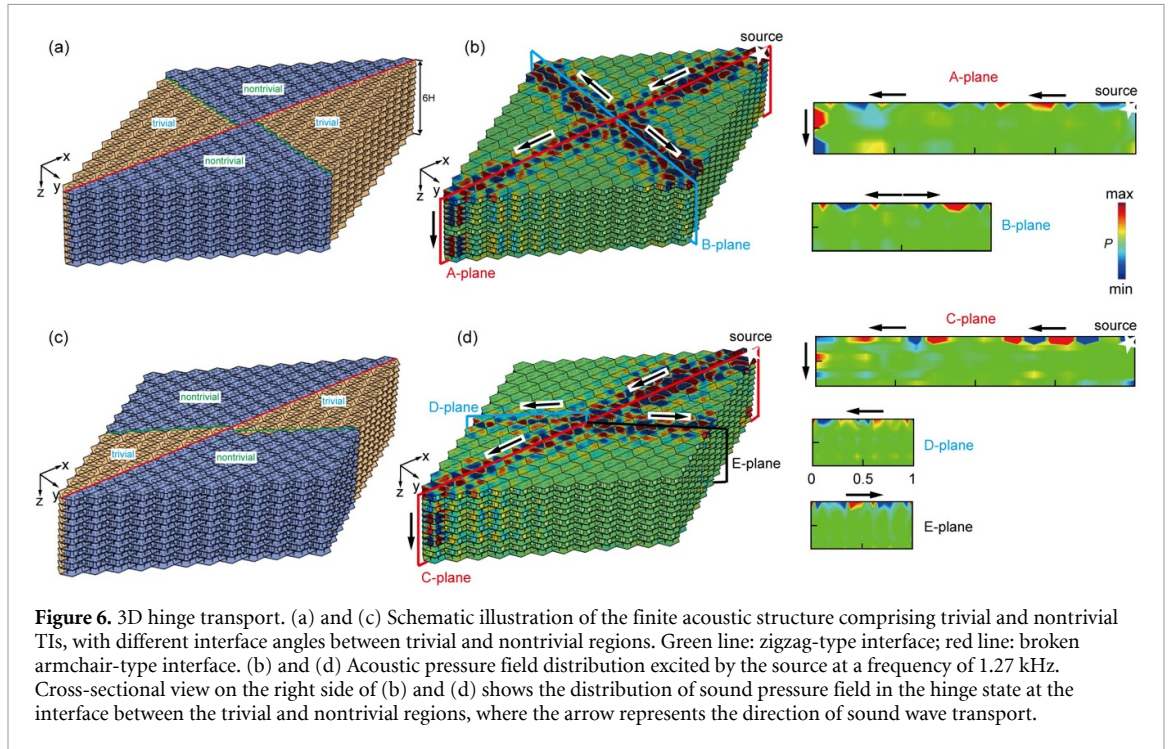 (a)
nontrivial
trivial
trivial
nontrivial
6H
x
y
z
(b)
source
B-plane
A-plane
x
y
z
A-plane
source
B-plane
max
P
min
(c)
nontrivial
trivial
trivial
nontrivial
x
y
z
(d)
source
D-plane
E-plane
C-plane
x
y
z
C-plane
source
D-plane
0 0.5 1
E-plane
Figure 6. 3D hinge transport. (a) and (c) Schematic illustration of the finite acoustic structure comprising trivial and nontrivial
TIs, with different interface angles between trivial and nontrivial regions. Green line: zigzag-type interface; red line: broken
armchair-type interface. (b) and (d) Acoustic pressure field distribution excited by the source at a frequency of 1.27 kHz.
Cross-sectional view on the right side of (b) and (d) shows the distribution of sound pressure field in the hinge state at the
interface between the trivial and nontrivial regions, where the arrow represents the direction of sound wave transport.